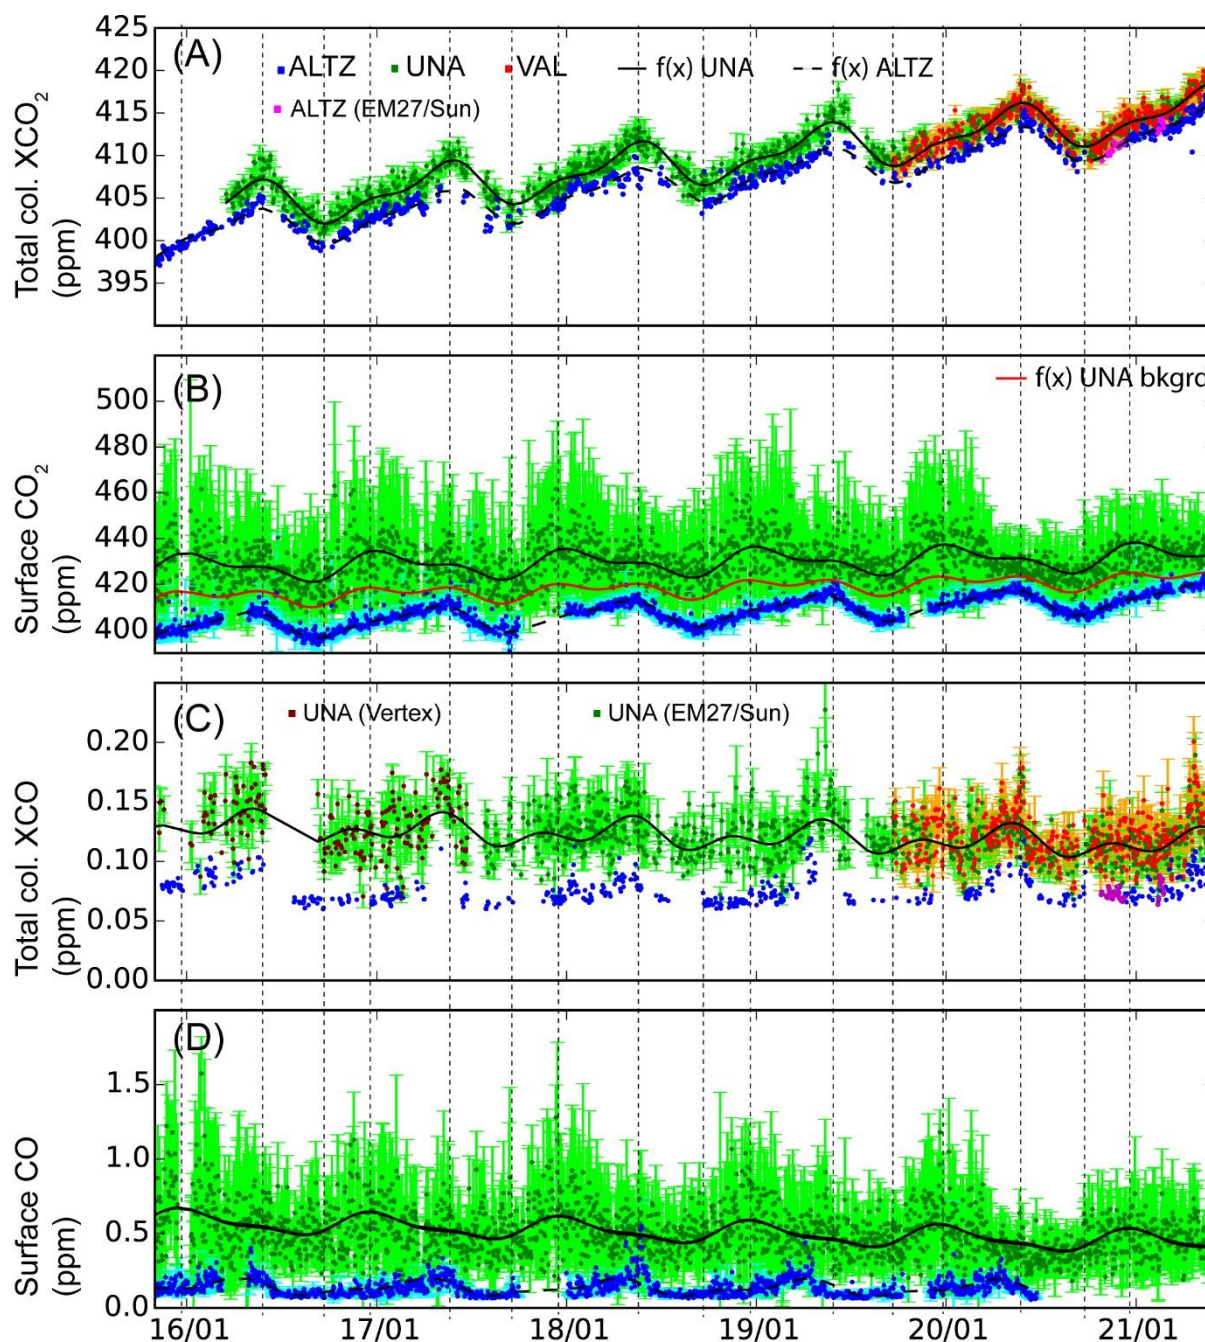 425
(A)
ALTZ UNA VAL f(x) UNA f(x) ALTZ
420
ALTZ (EM27/Sun)
415
410
405
400
395
Total col. XCO2
(ppm)
(B)
f(x) UNA bkgrd
500
480
460
440
420
400
Surface CO2
(ppm)
(C)
UNA (Vertex) UNA (EM27/Sun)
0.20
0.15
0.10
0.05
0.00
Total col. XCO
(ppm)
(D)
1.5
1.0
0.5
0.0
Surface CO
(ppm)
16/01 17/01 18/01 19/01 20/01 21/01